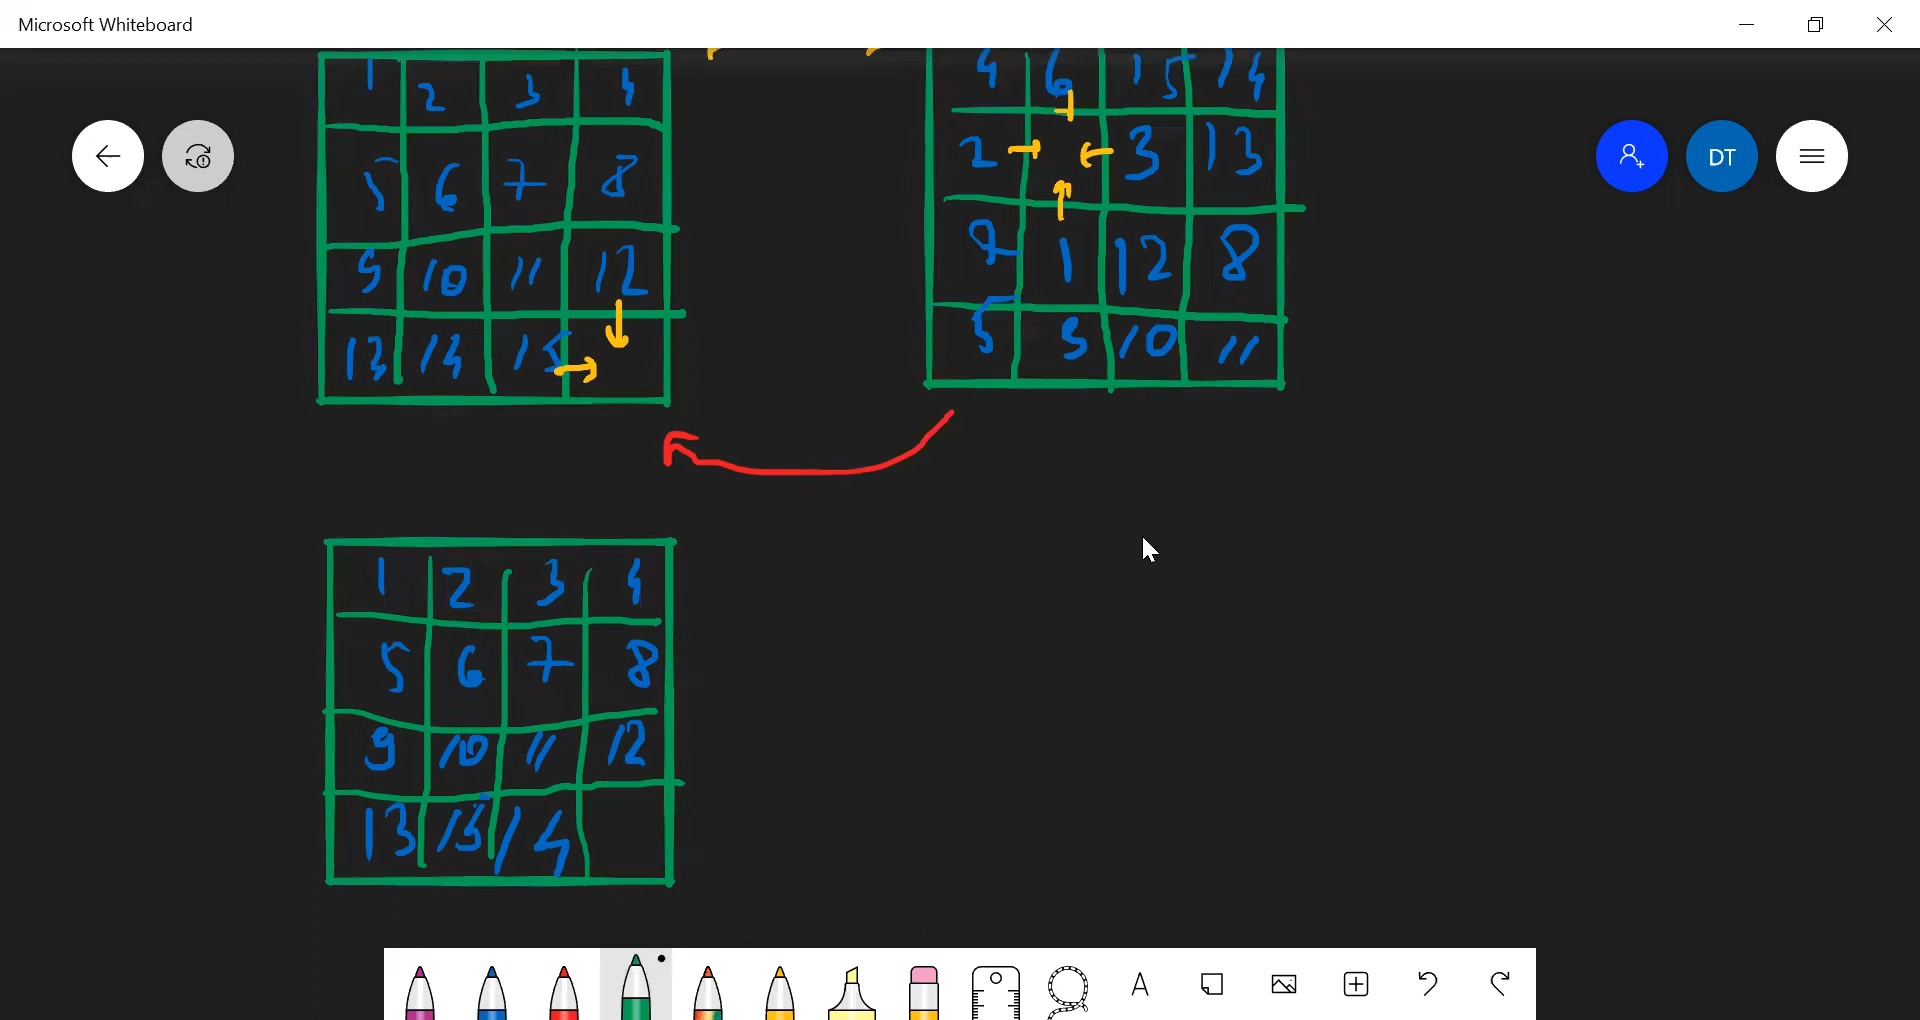 Microsoft Whiteboard
1 2 3 4
5 6 7 8
9 10 11 12
13 14 15
4 6 15 14
2 3 13
1 12 8
5 9 10 11
DT
1 2 3 4
5 6 7 8
9 10 11 12
13 15 14
A